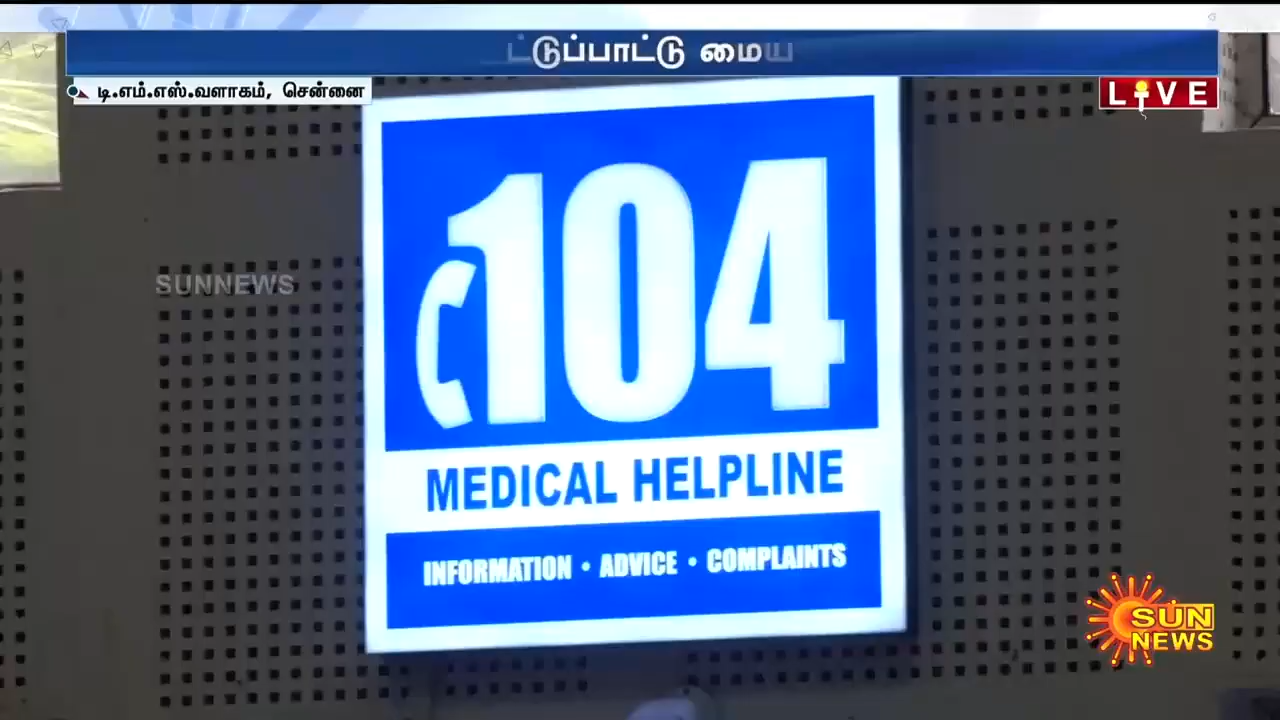 ட்டுப்பாட்டு மைய
டி.எம்.எஸ்.வளாகம், சென்னை
LIVE
104
SUNNEWS
MEDICAL HELPLINE
INFORMATION • ADVICE • COMPLAINTS
SUN
NEWS